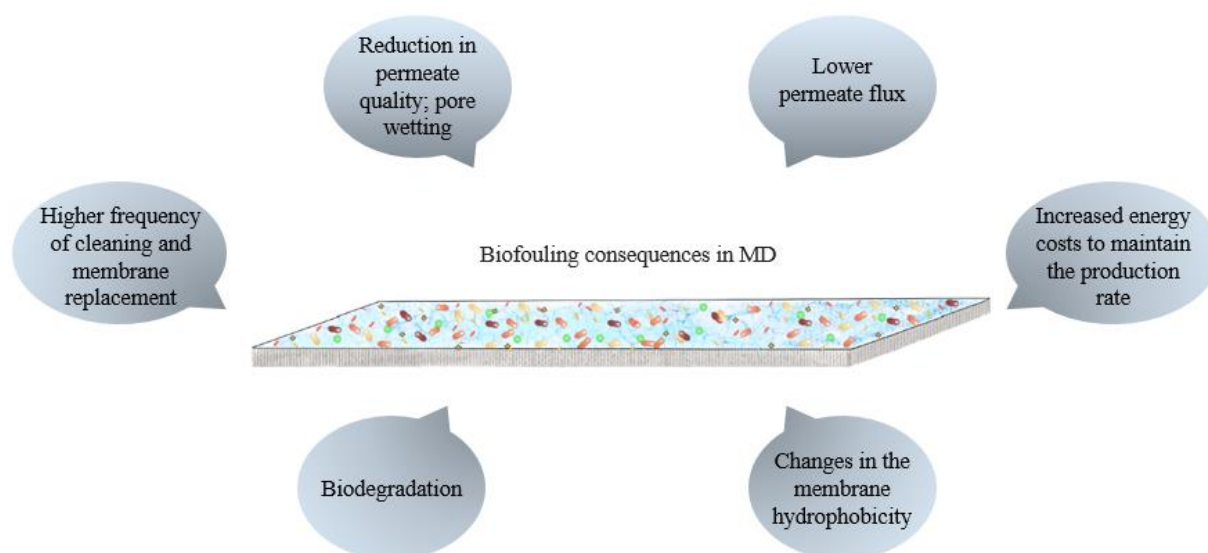 Reduction in
permeate
quality; pore
wetting
Lower
permeate flux
Higher frequency
of cleaning and
membrane
replacement
Biofouling consequences in MD
Increased energy
costs to maintain
the production
rate
Biodegradation
Changes in the
membrane
hydrophobicity